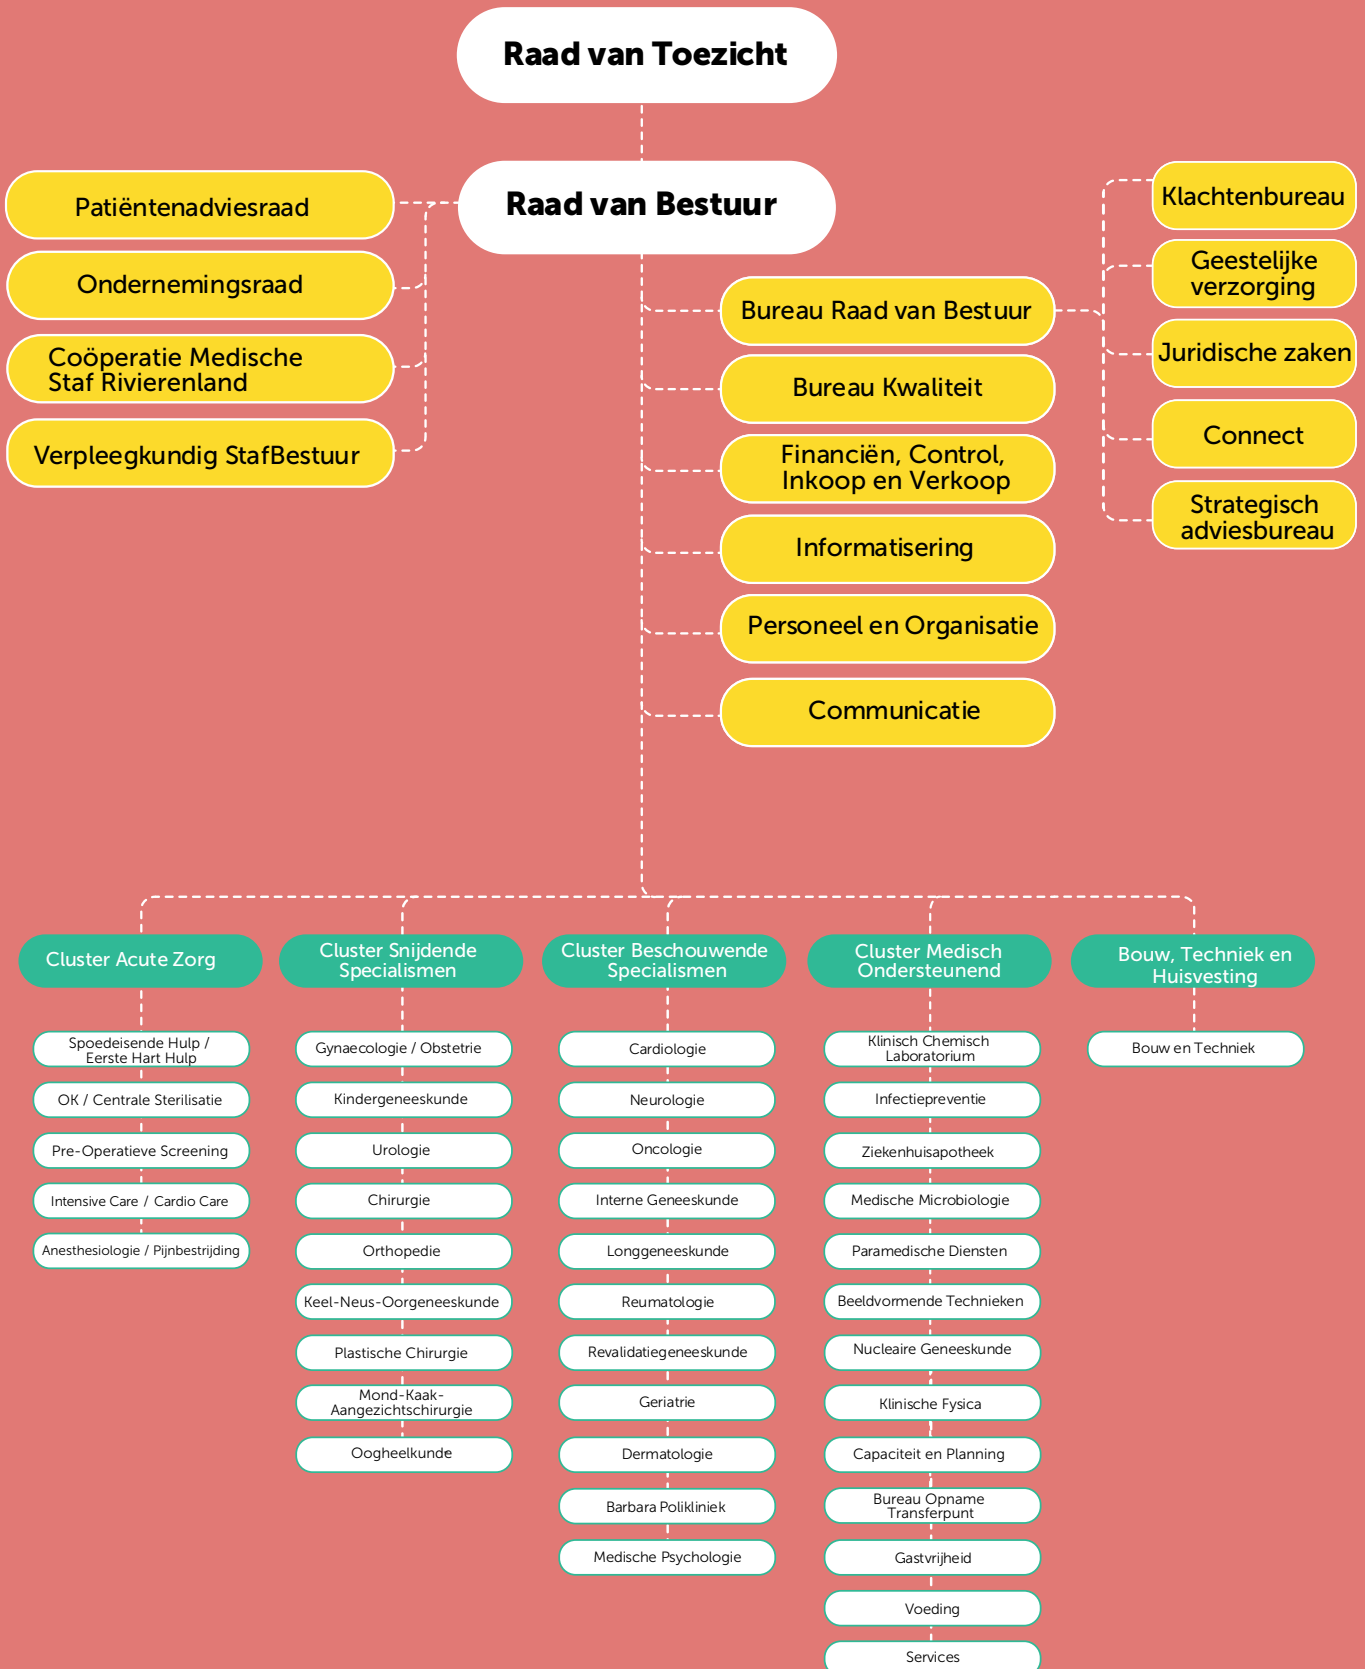 Raad van Toezicht
Raad van Bestuur
Patiëntenadviesraad
Ondernemingsraad
Coöperatie Medische
Staf Rivierenland
Verpleegkundig StafBestuur
Bureau Raad van Bestuur
Bureau Kwaliteit
Financiën, Control,
Inkoop en Verkoop
Informatisering
Personeel en Organisatie
Communicatie
Klachtenbureau
Geestelijke
verzorging
Juridische zaken
Connect
Strategisch
adviesbureau
Cluster Acute Zorg
Spoedeisende Hulp /
Eerste Hart Hulp
OK / Centrale Sterilisatie
Pre-Operatieve Screening
Intensive Care / Cardio Care
Anesthesiologie / Pijnbestrijding
Cluster Snijdende
Specialismen
Gynaecologie / Obstetrie
Kindergeneeskunde
Urologie
Chirurgie
Orthopedie
Keel-Neus-Oorgeneeskunde
Plastische Chirurgie
Mond-Kaak-
Aangezichtschirurgie
Oogheelkunde
Cluster Beschouwende
Specialismen
Cardiologie
Neurologie
Oncologie
Interne Geneeskunde
Longgeneeskunde
Reumatologie
Revalidatiegeneeskunde
Geriatrie
Dermatologie
Barbara Polikliniek
Medische Psychologie
Cluster Medisch
Ondersteunend
Klinisch Chemisch
Laboratorium
Infectiepreventie
Ziekenhuisapotheek
Medische Microbiologie
Paramedische Diensten
Beeldvormende Technieken
Nucleaire Geneeskunde
Klinische Fysica
Capaciteit en Planning
Bureau Opname
Transferpunt
Gastvrijheid
Voeding
Services
Bouw, Techniek en
Huisvesting
Bouw en Techniek